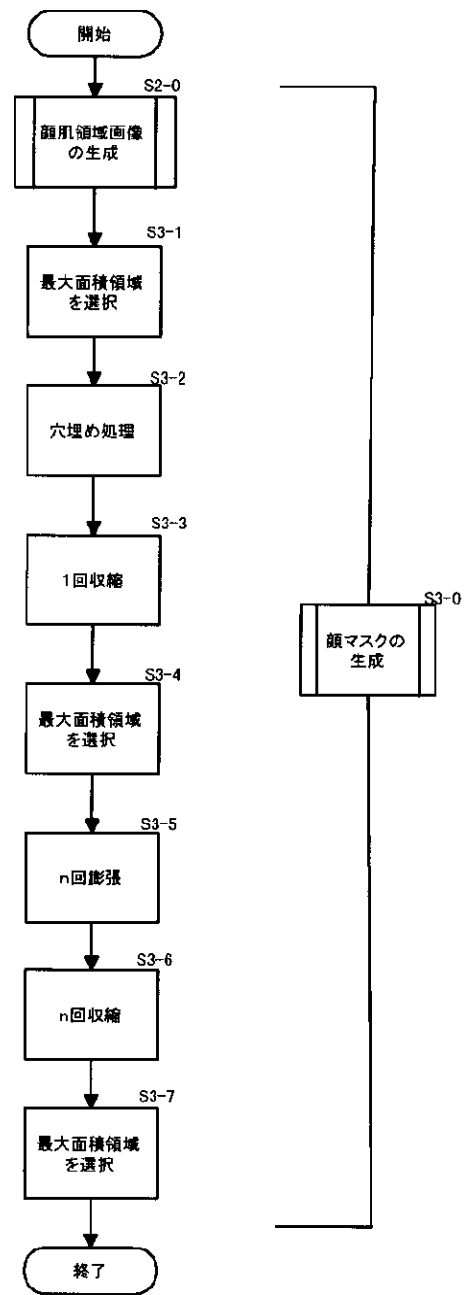 開始
S2-0
顔肌領域画像
の生成
S3-1
最大面積領域
を選択
S3-2
穴埋め処理
S3-3
1回収縮
S3-4
最大面積領域
を選択
S3-5
n回膨張
S3-6
n回収縮
S3-7
最大面積領域
を選択
終了
S3-0
顔マスクの
生成